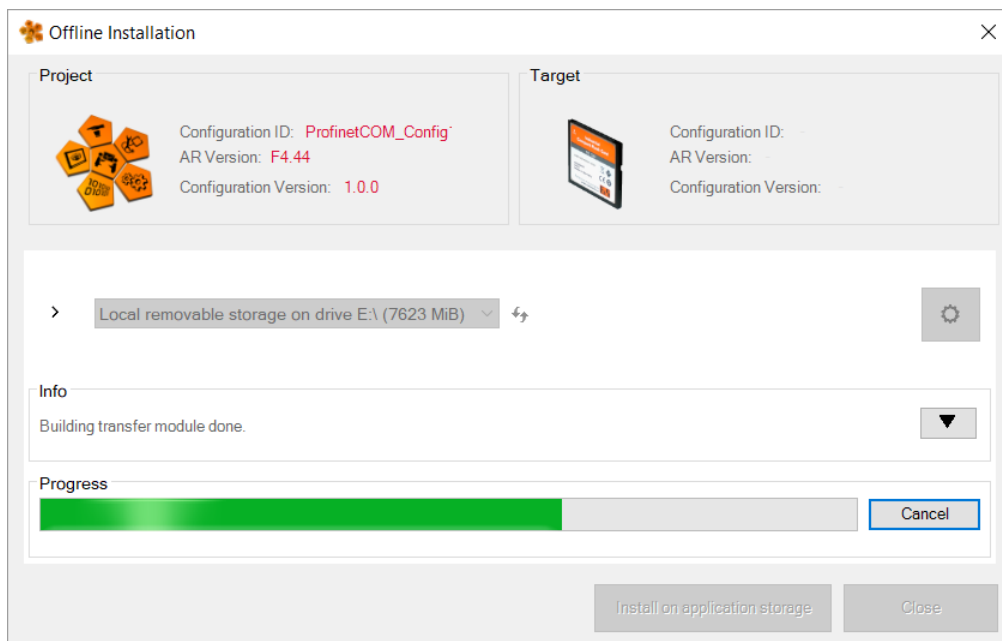 Offline Installation
Project
Configuration ID: ProfinetCOM_Config
AR Version: F4.44
Configuration Version: 1.0.0
Target
Configuration ID: -
AR Version: -
Configuration Version: -
Local removable storage on drive E:\ (7623 MiB)
Info
Building transfer module done.
Progress
Cancel
Install on application storage
Close